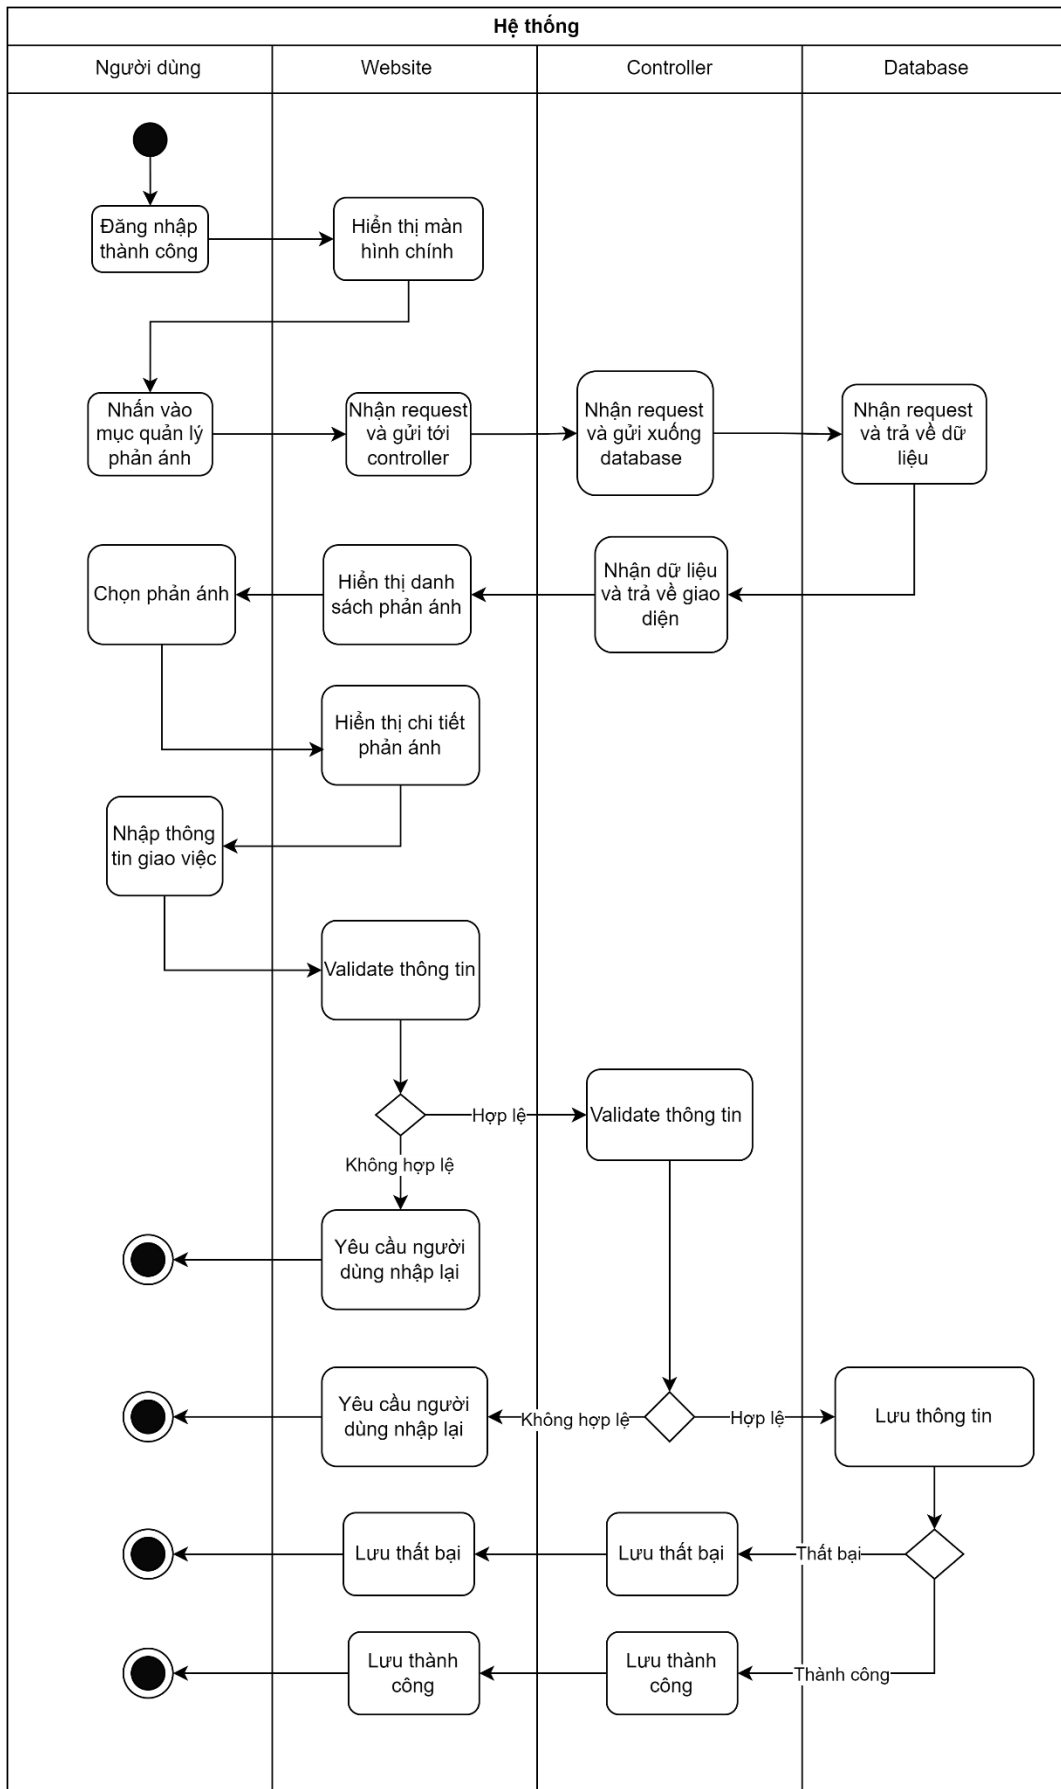 Hệ thống
Người dùng
Website
Controller
Database
Đăng nhập
thành công
Hiển thị màn
hình chính
Nhấn vào
mục quản lý
phản ánh
Nhận request
và gửi tới
controller
Nhận request
và gửi xuống
database
Nhận request
và trả về dữ
liệu
Chọn phản ánh
Hiển thị danh
sách phản ánh
Nhận dữ liệu
và trả về giao
diện
Hiển thị chi tiết
phản ánh
Nhập thông
tin giao việc
Validate thông tin
Hợp lệ
Validate thông tin
Không hợp lệ
Yêu cầu người
dùng nhập lại
Yêu cầu người
dùng nhập lại
Không hợp lệ
Hợp lệ
Lưu thông tin
Lưu thất bại
Lưu thất bại
Thất bại
Lưu thành
công
Lưu thành
công
Thành công